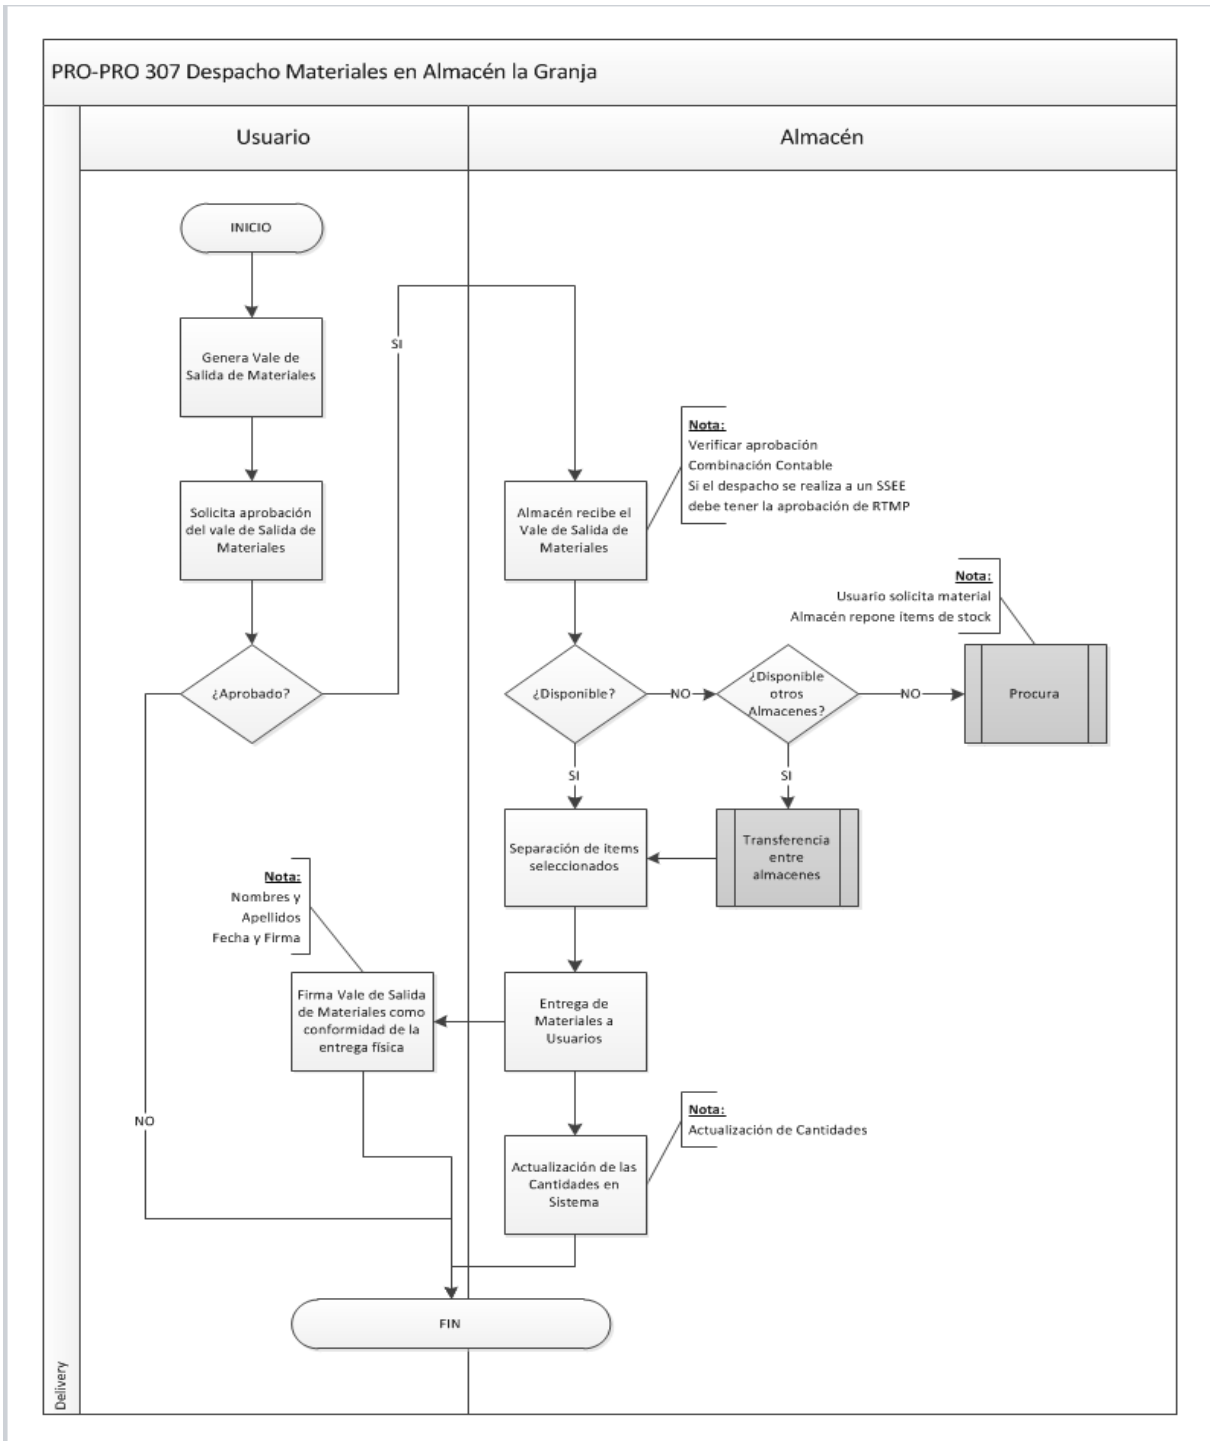 PRO-PRO 307 Despacho Materiales en Almacén la Granja
Usuario
Almacén
INICIO
Genera Vale de
Salida de Materiales
SI
Solicita aprobación
del vale de Salida de
Materiales
¿Aprobado?
Nota:
Verificar aprobación
Combinación Contable
Si el despacho se realiza a un SSEE
debe tener la aprobación de RTMP
Almacén recibe el
Vale de Salida de
Materiales
Nota:
Usuario solicita material
Almacén repone items de stock
¿Disponible?
NO
¿Disponible
otros
Almacenes?
NO
Procura
SI
SI
Separación de items
seleccionados
Transferencia
entre
almacenes
Nota:
Nombres y
Apellidos
Fecha y Firma
Firma Vale de Salida
de Materiales como
conformidad de la
entrega física
Entrega de
Materiales a
Usuarios
NO
Nota:
Actualización de Cantidades
Actualización de las
Cantidades en
Sistema
FIN
Delivery